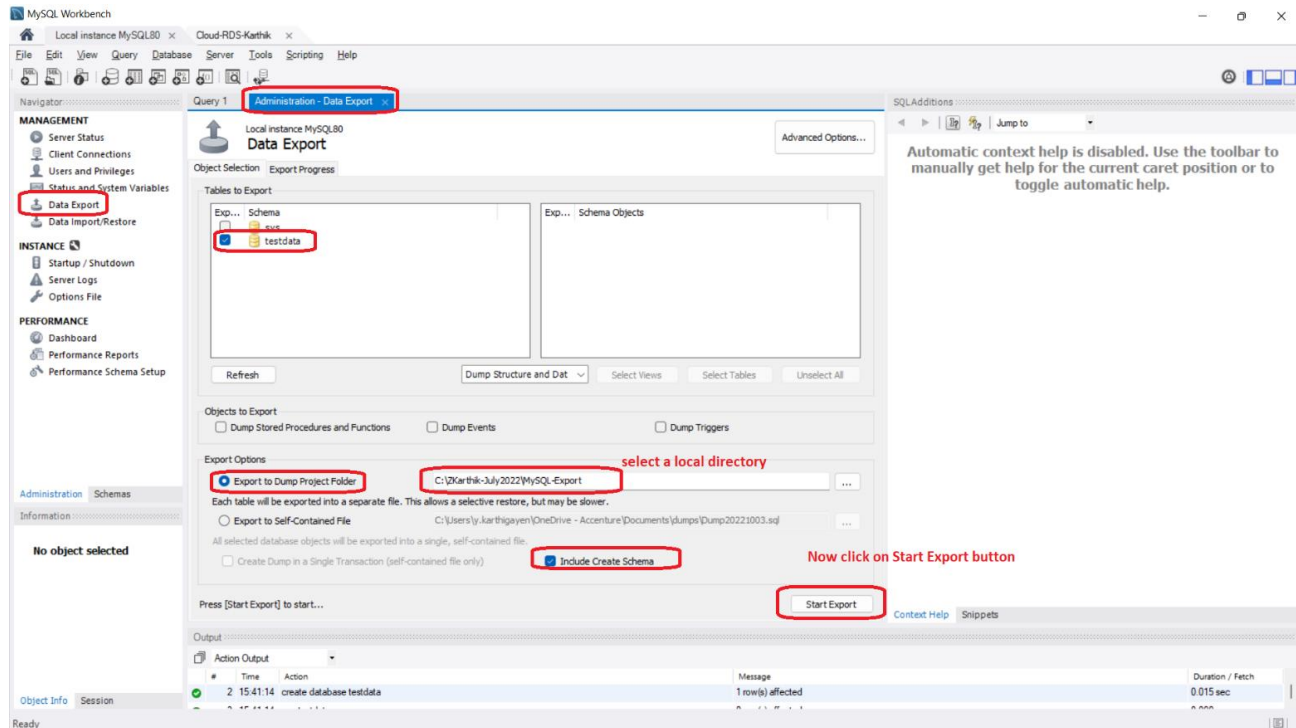 MySQL Workbench
Local instance MySQL80
Cloud-RDS-Karthik
File Edit View Query Database Server Tools Scripting Help
Navigator
MANAGEMENT
Server Status
Client Connections
Users and Privileges
Status and System Variables
Data Export
Data Import/Restore
INSTANCE
Startup / Shutdown
Server Logs
Options File
PERFORMANCE
Dashboard
Performance Reports
Performance Schema Setup
Administration Schemas
Information
No object selected
Object Info Session
Query 1 Administration - Data Export
Local instance MySQL80
Data Export
Advanced Options...
Object Selection Export Progress
Tables to Export
Exp... Schema
sys
testdata
Exp... Schema Objects
Refresh
Dump Structure and Dat
Select Views
Select Tables
Unselect All
Objects to Export
Dump Stored Procedures and Functions Dump Events Dump Triggers
Export Options
select a local directory
Export to Dump Project Folder C:\ZKarthik-July2022\MySQL-Export ...
Each table will be exported into a separate file. This allows a selective restore, but may be slower.
Export to Self-Contained File C:\Users\y.karthigayen\OneDrive - Accenture\Documents\dumps\Dump20221003.sql ...
All selected database objects will be exported into a single, self-contained file.
Create Dump in a Single Transaction (self-contained file only) Include Create Schema
Now click on Start Export button
Press [Start Export] to start...
Start Export
SQLAdditions
Jump to
Automatic context help is disabled. Use the toolbar to
manually get help for the current caret position or to
toggle automatic help.
Context Help Snippets
Output
Action Output
# Time Action Message Duration / Fetch
2 15:41:14 create database testdata 1 row(s) affected 0.015 sec
Ready